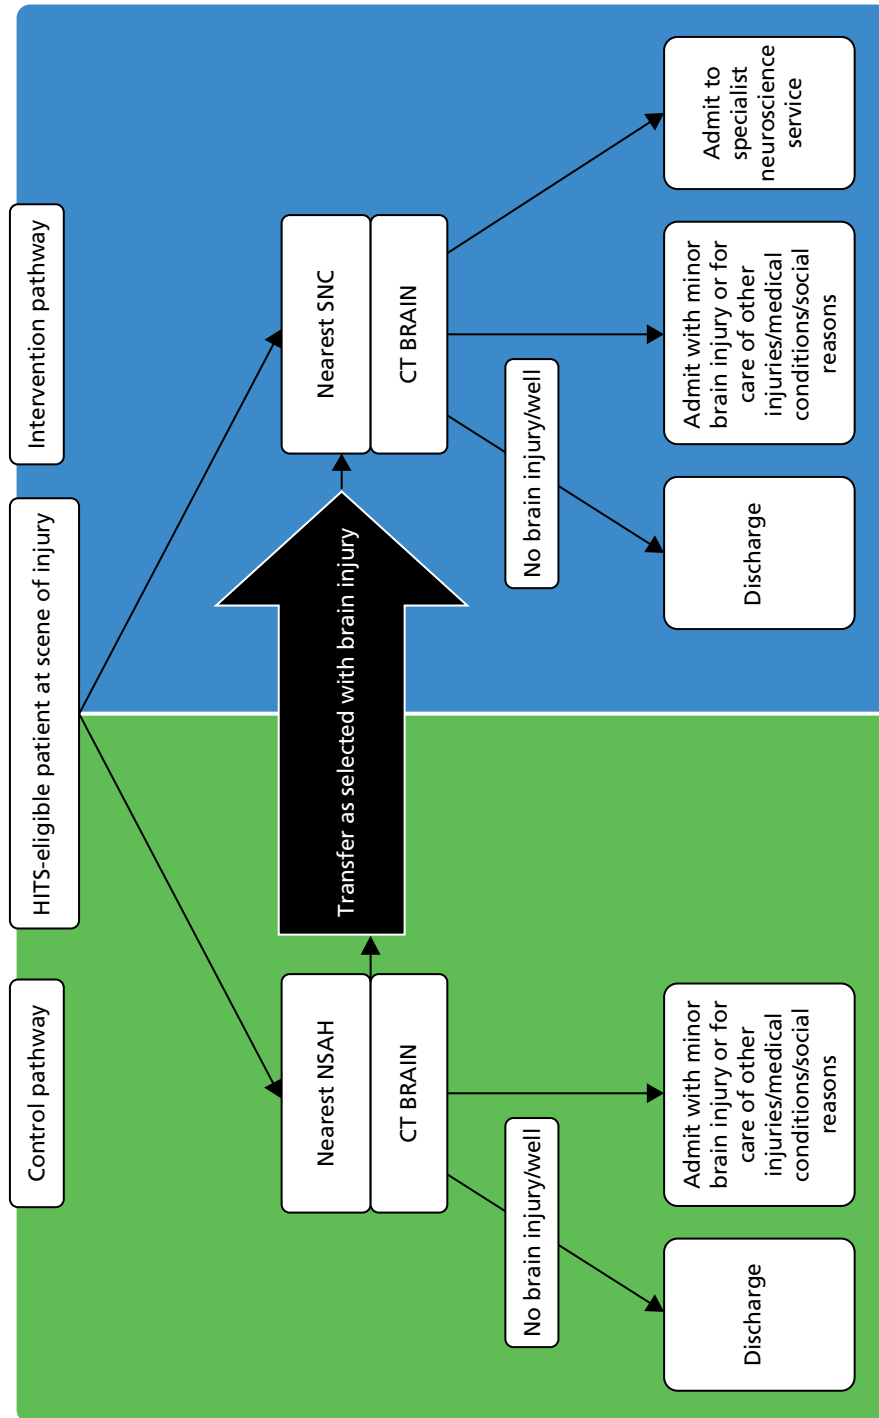 Control pathway
HITS-eligible patient at scene of injury
Intervention pathway
Nearest NSAH
CT BRAIN
Transfer as selected with brain injury
Nearest SNC
CT BRAIN
No brain injury/well
No brain injury/well
Discharge
Admit with minor
brain injury or for
care of other
injuries/medical
conditions/social
reasons
Discharge
Admit with minor
brain injury or for
care of other
injuries/medical
conditions/social
reasons
Admit to
specialist
neuroscience
service